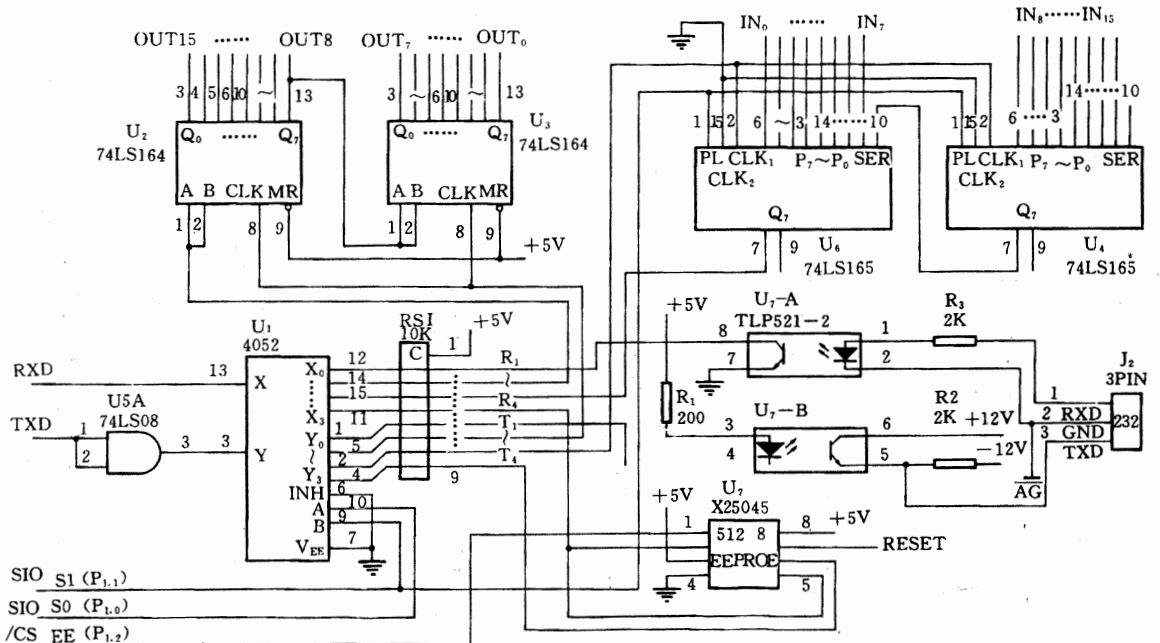 OUT15 ······ OUT8
OUT₇ ······ OUT₀
IN₀ ······ IN₇
IN₈ ······ IN₁₅
3 4 5 6 10 ~ 13
3 ~ 6 10 ~ 13
1 15 2 6 ~ 3 14 ······ 10
1 15 2 6 ···· 3 14 ······ 10
U₂
74LS164
Q₀ ······ Q₇
A B CLK MR
1 2 8 9
U₃
74LS164
Q₀ ······ Q₇
A B CLK MR
1 2 8 9
+5V
PL CLK₁ P₇~P₀ SER
CLK₂
Q₇
7 9
U₆
74LS165
PL CLK₁ P₇~P₀ SER
CLK₂
Q₇
7 9
U₄
74LS165
RXD
TXD
U5A
74LS08
1
2
3
U₁
4052
13 X
3 Y
X₀ 12
14
15
X₃ 11
Y₀ 1
5
~ 2
Y₃ 4
INH 6
A 10
B 9
VEE 7
RSI
10K
C
1
+5V
9
R₁
~
R₄
T₁
~
T₄
+5V
R₁
200
U₇-A
TLP521-2
8
7
1
2
R₃
2K
U₇-B
3
4
6
5
R2
2K
+12V
-12V
AG
J₂
3PIN
1
2 RXD
3 GND
TXD
232
U₇
X25045
+5V
1
4
512 8
EEPROE
8
5
+5V
RESET
SIO S1 (P₁.₁)
SIO S0 (P₁.₀)
/CS EE (P₁.₂)